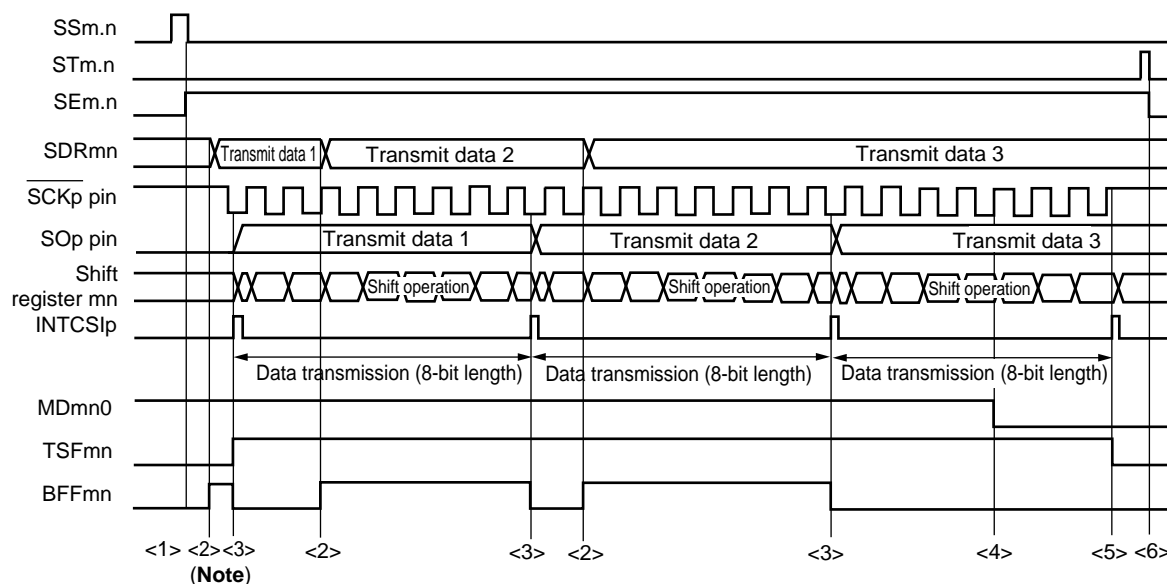 SSm.n
STm.n
SEm.n
SDRmn
Transmit data 1
Transmit data 2
Transmit data 3
SCKp pin
SOp pin
Transmit data 1
Transmit data 2
Transmit data 3
Shift
register mn
Shift operation
Shift operation
Shift operation
INTCSIp
Data transmission (8-bit length)
Data transmission (8-bit length)
Data transmission (8-bit length)
MDmn0
TSFmn
BFFmn
<1> <2> <3> <2> <3> <2> <3> <4> <5> <6>
(Note)